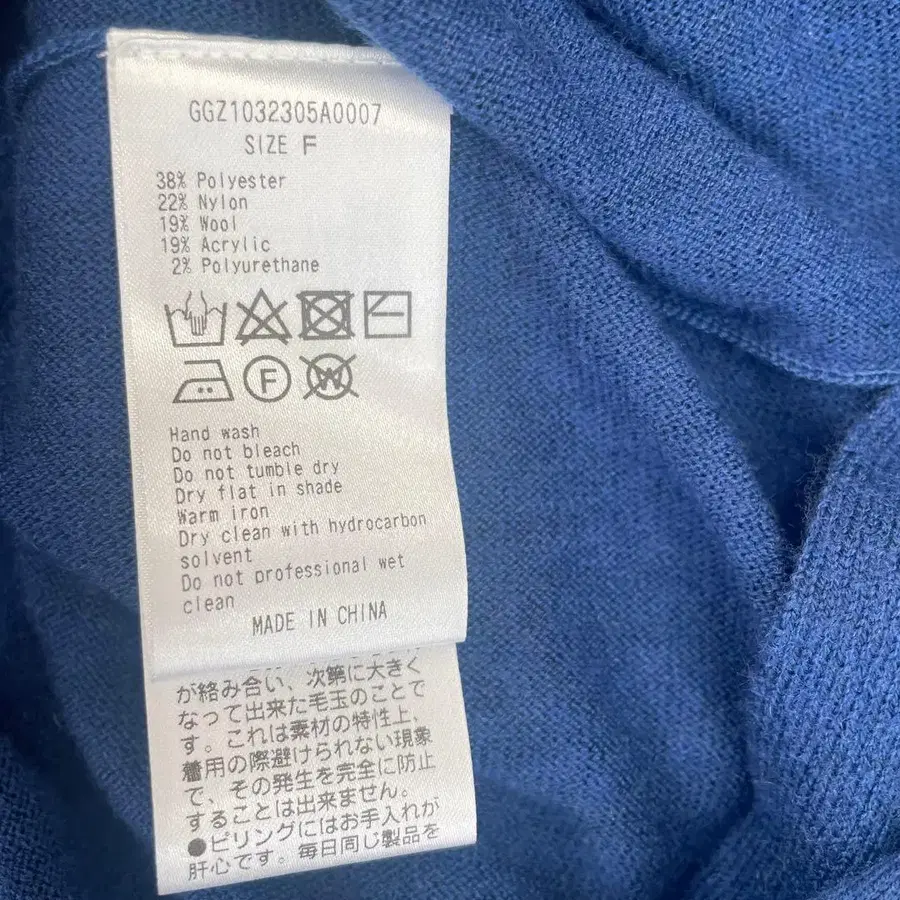 GGZ1032305A0007
SIZE F
38% Polyester
22% Nylon
19% Wool
19% Acrylic
2% Polyurethane
F
W
Hand wash
Do not bleach
Do not tumble dry
Dry flat in shade
Warm iron
Dry clean with hydrocarbon
solvent
Do not professional wet
clean
MADE IN CHINA
が絡み合い、次第に大きく
なって出来た毛玉のことで
す。これは素材の特性上、
着用の際避けられない現象
で、その発生を完全に防止
することは出来ません。
●ピリングにはお手入れが
肝心です。毎日同じ製品を